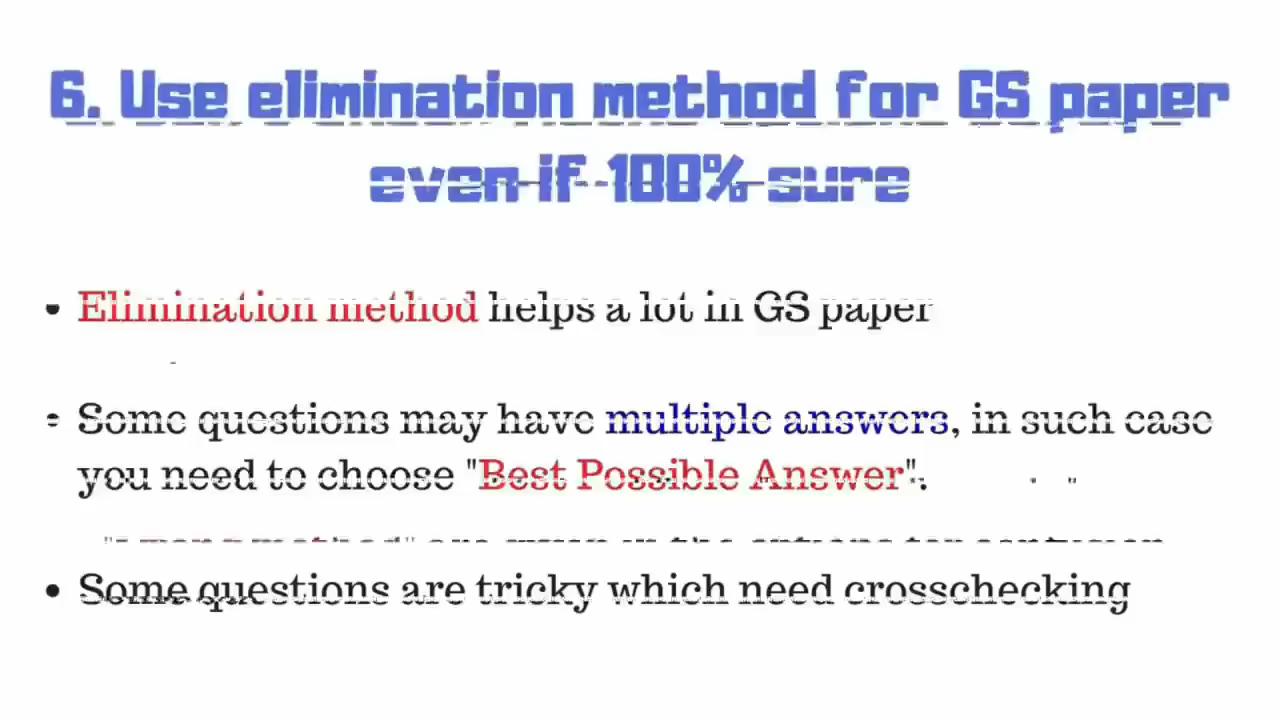 6. Use elimination method for GS paper
even if 100% sure
• Elimination method helps a lot in GS paper
• Some questions may have multiple answers, in such case
you need to choose "Best Possible Answer".
• Some questions are tricky which need crosschecking